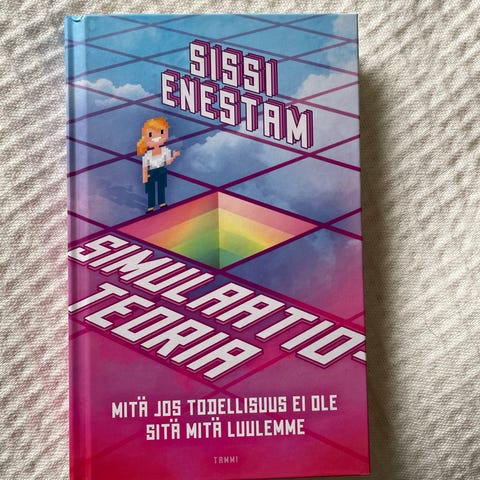 SISSI
ENESTAM
SIMULAATIO-
TEORIA
MITÄ JOS TODELLISUUS EI OLE
SITÄ MITÄ LUULEMME
TAMMI